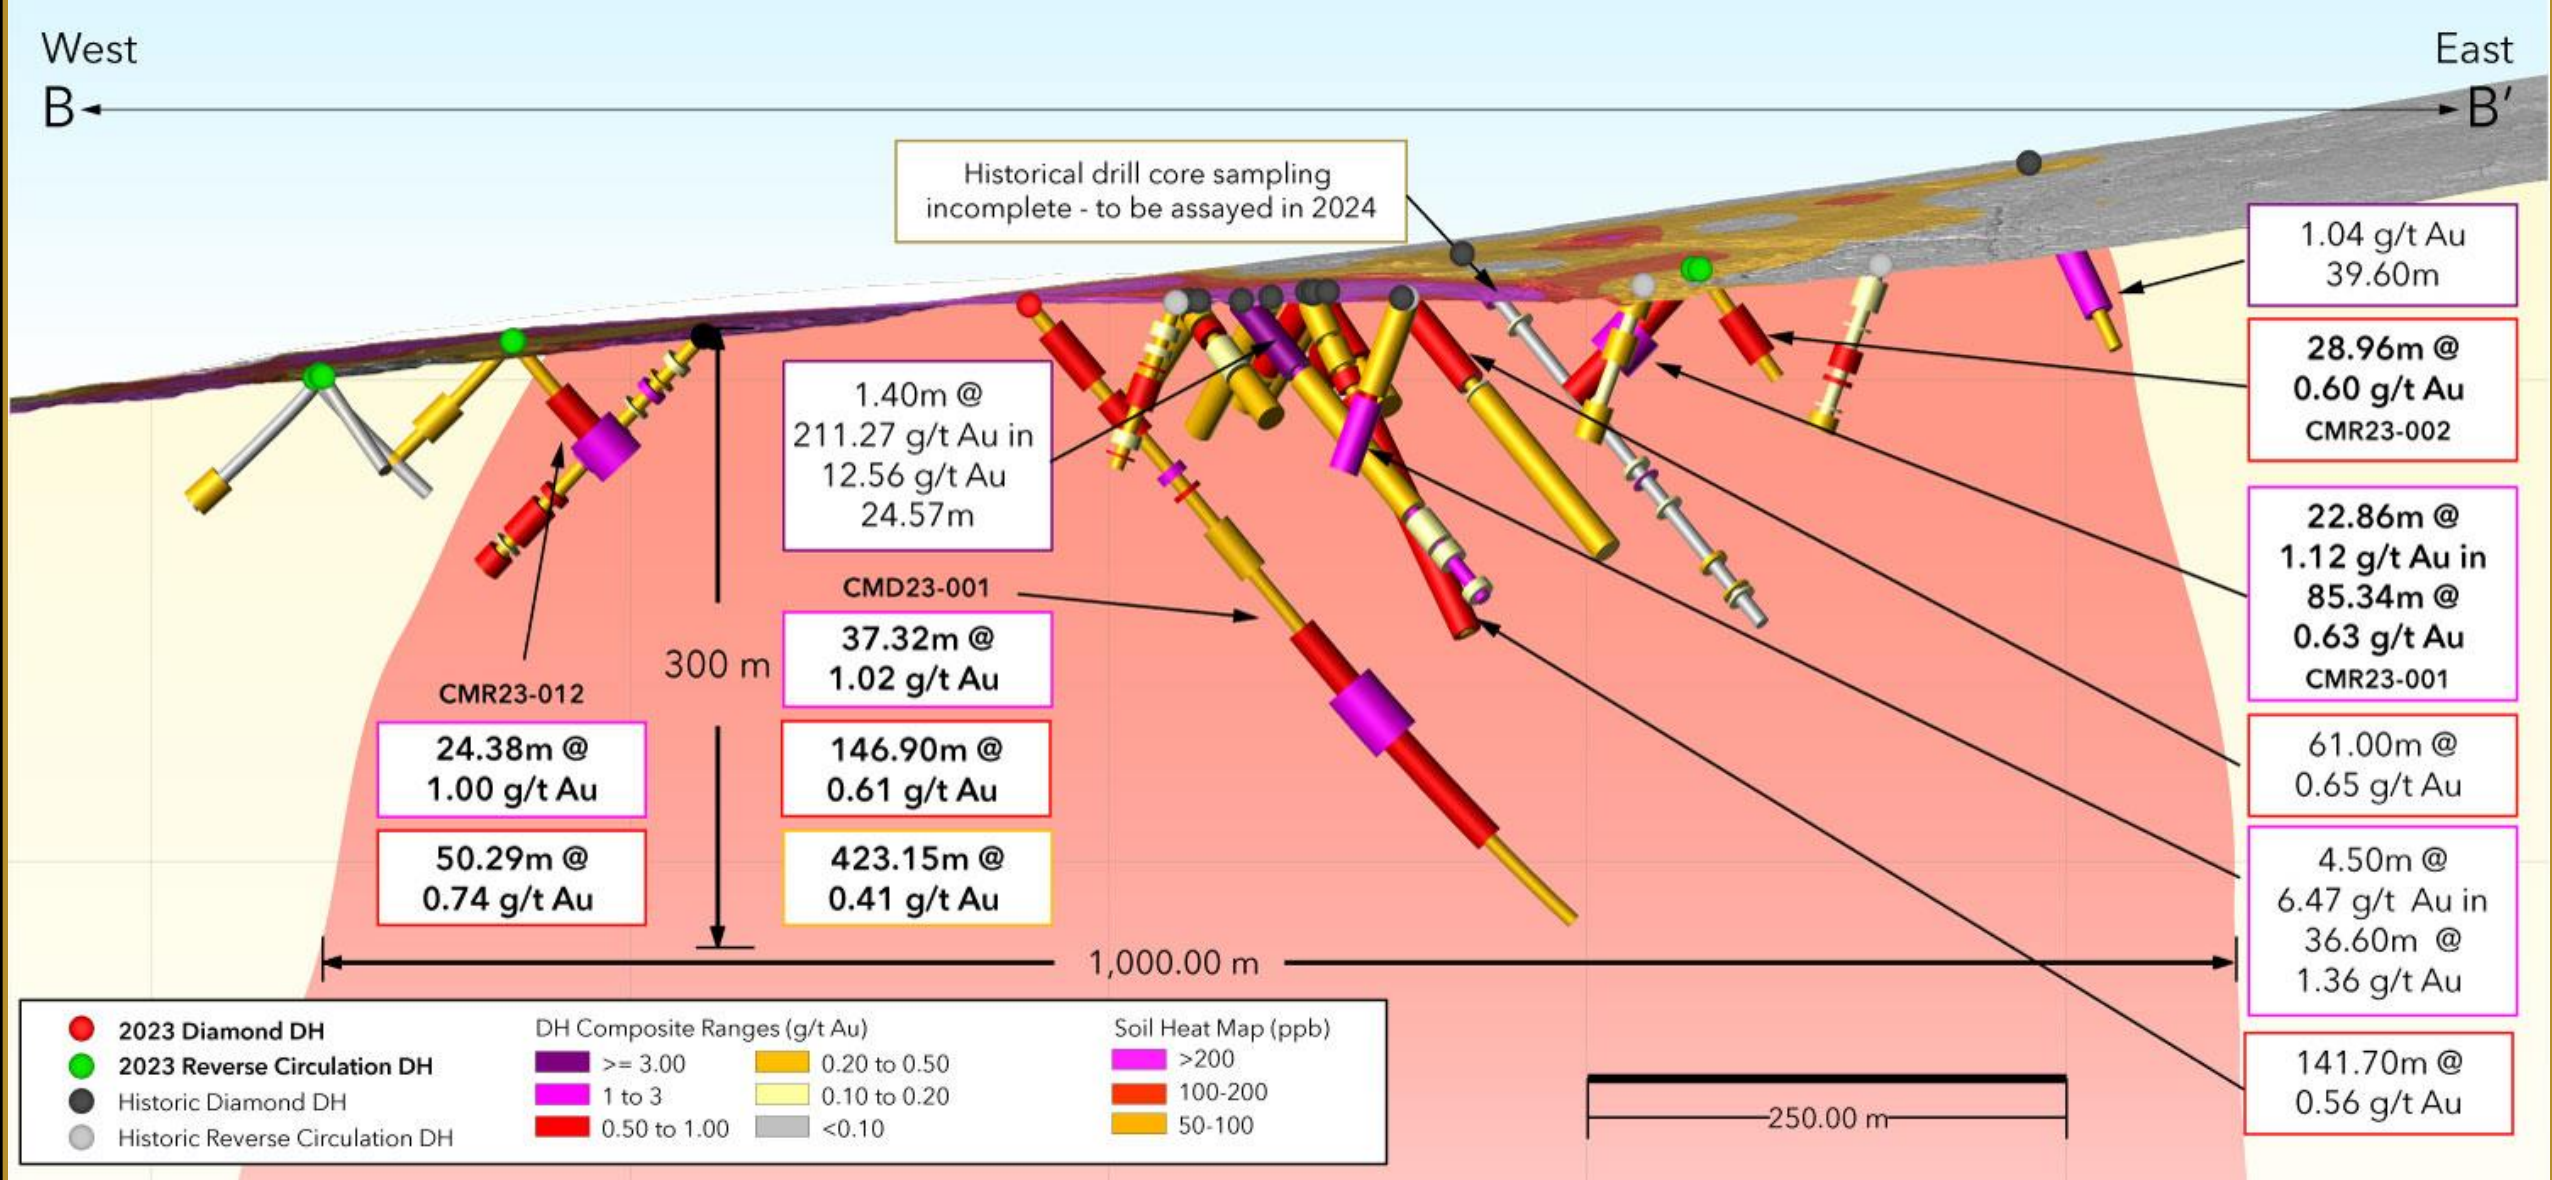 West
East
B
B'
Historical drill core sampling
incomplete - to be assayed in 2024
1.04 g/t Au
39.60m
28.96m @
0.60 g/t Au
CMR23-002
1.40m @
211.27 g/t Au in
12.56 g/t Au
24.57m
22.86m @
1.12 g/t Au in
85.34m @
0.63 g/t Au
CMR23-001
CMD23-001
37.32m @
1.02 g/t Au
146.90m @
0.61 g/t Au
423.15m @
0.41 g/t Au
300 m
CMR23-012
24.38m @
1.00 g/t Au
50.29m @
0.74 g/t Au
61.00m @
0.65 g/t Au
4.50m @
6.47 g/t Au in
36.60m @
1.36 g/t Au
141.70m @
0.56 g/t Au
1,000.00 m
2023 Diamond DH
2023 Reverse Circulation DH
Historic Diamond DH
Historic Reverse Circulation DH
DH Composite Ranges (g/t Au)
>= 3.00
1 to 3
0.50 to 1.00
0.20 to 0.50
0.10 to 0.20
<0.10
Soil Heat Map (ppb)
>200
100-200
50-100
250.00 m